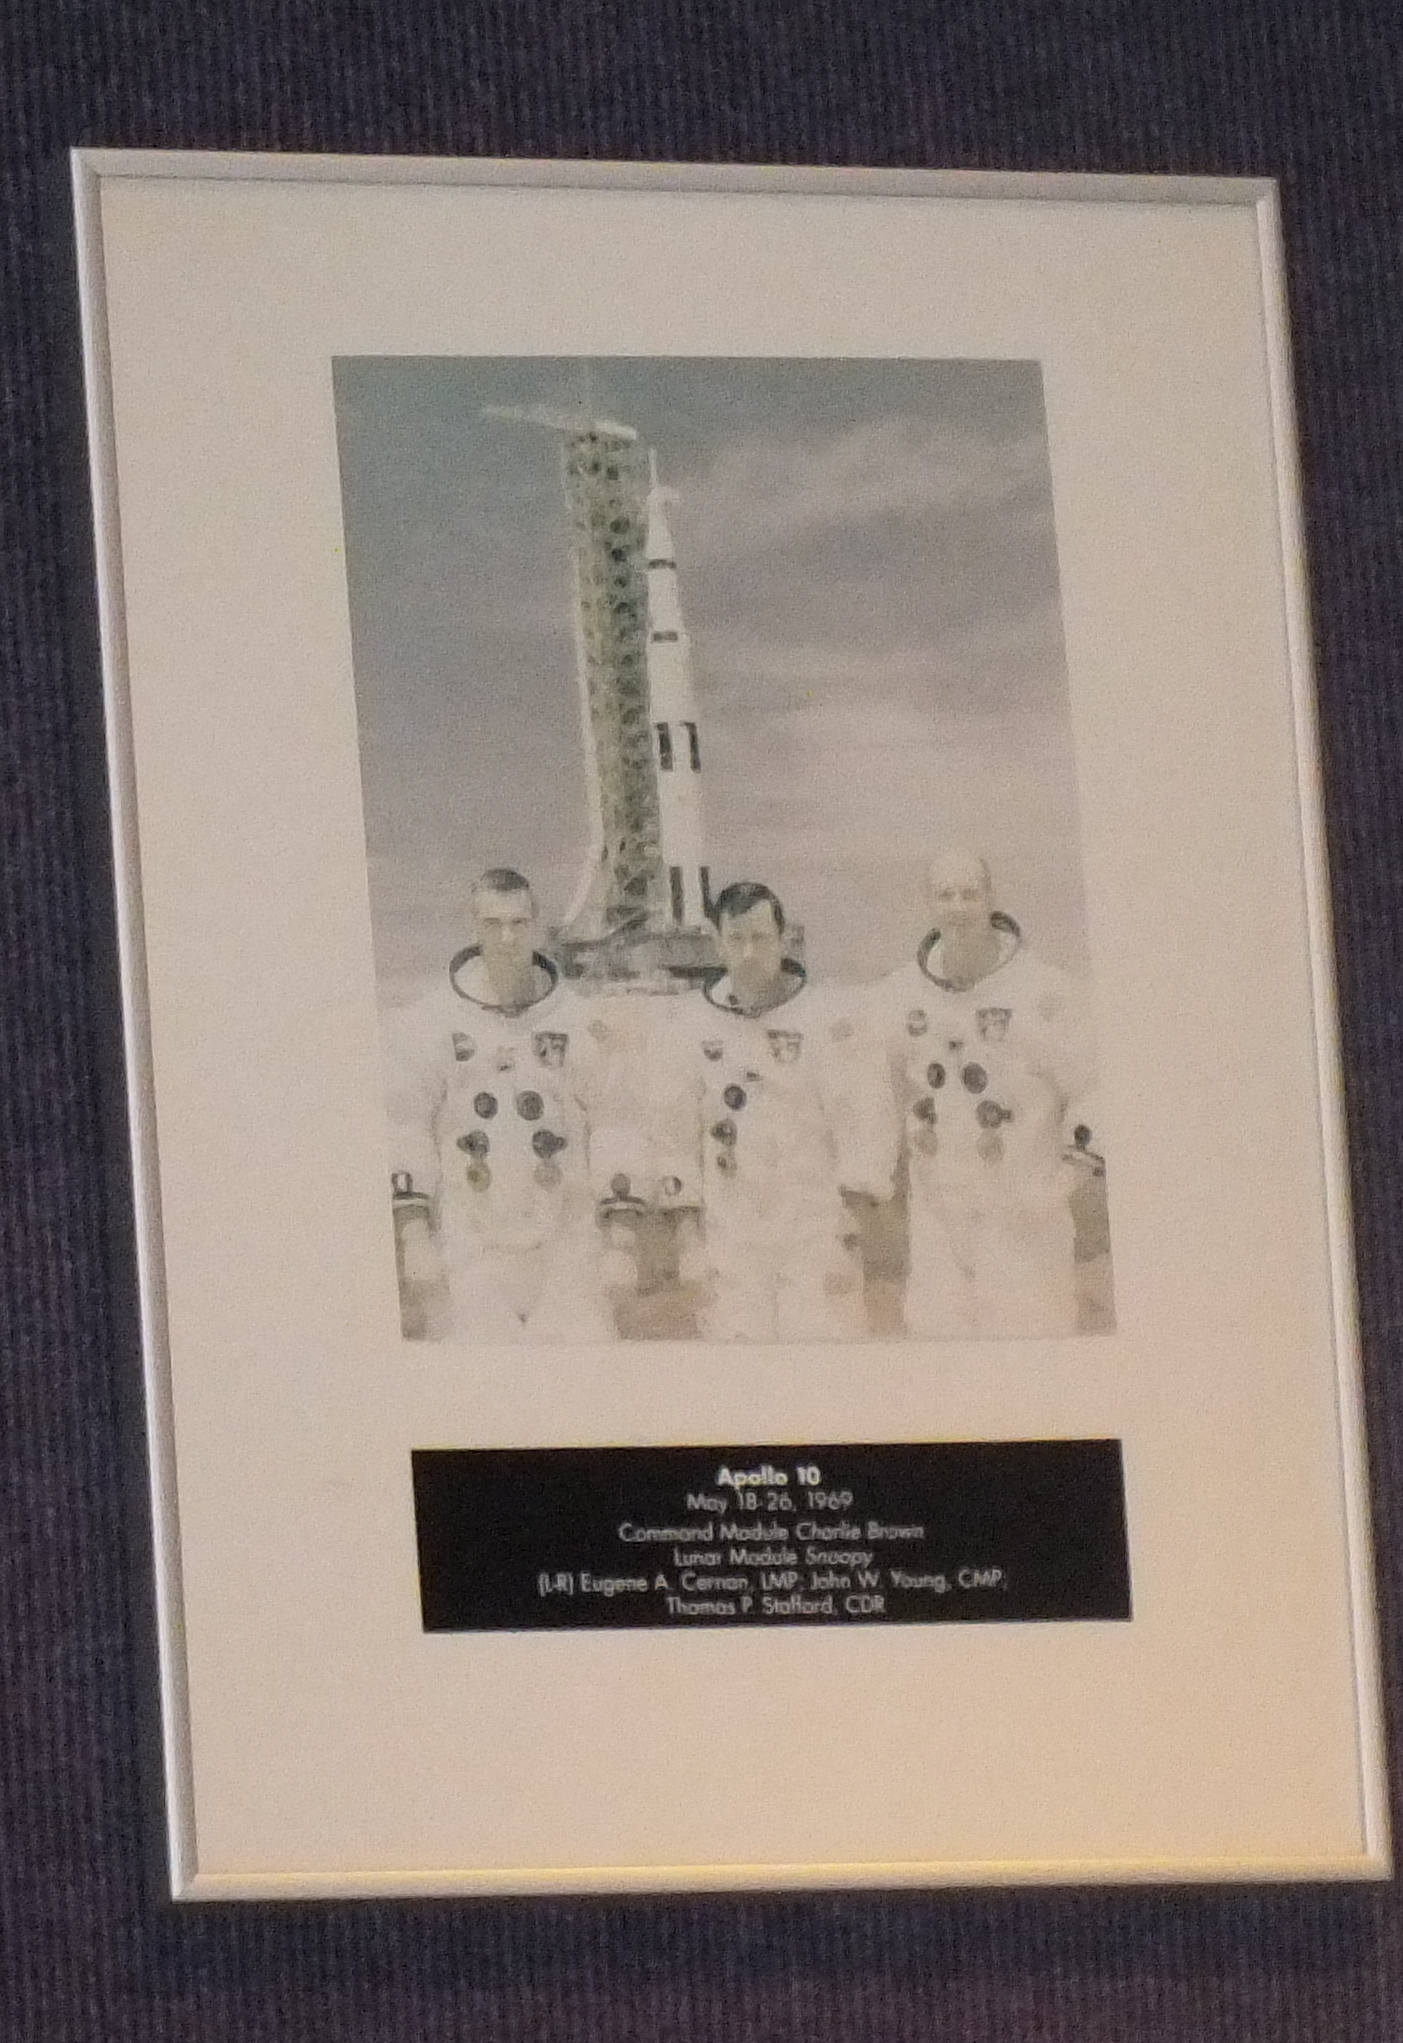 Apollo 10
May 18-26, 1969
Command Module Charlie Brown
Lunar Module Snoopy
(L-R) Eugene A. Cernan, LMP; John W. Young, CMP;
Thomas P. Stafford, CDR